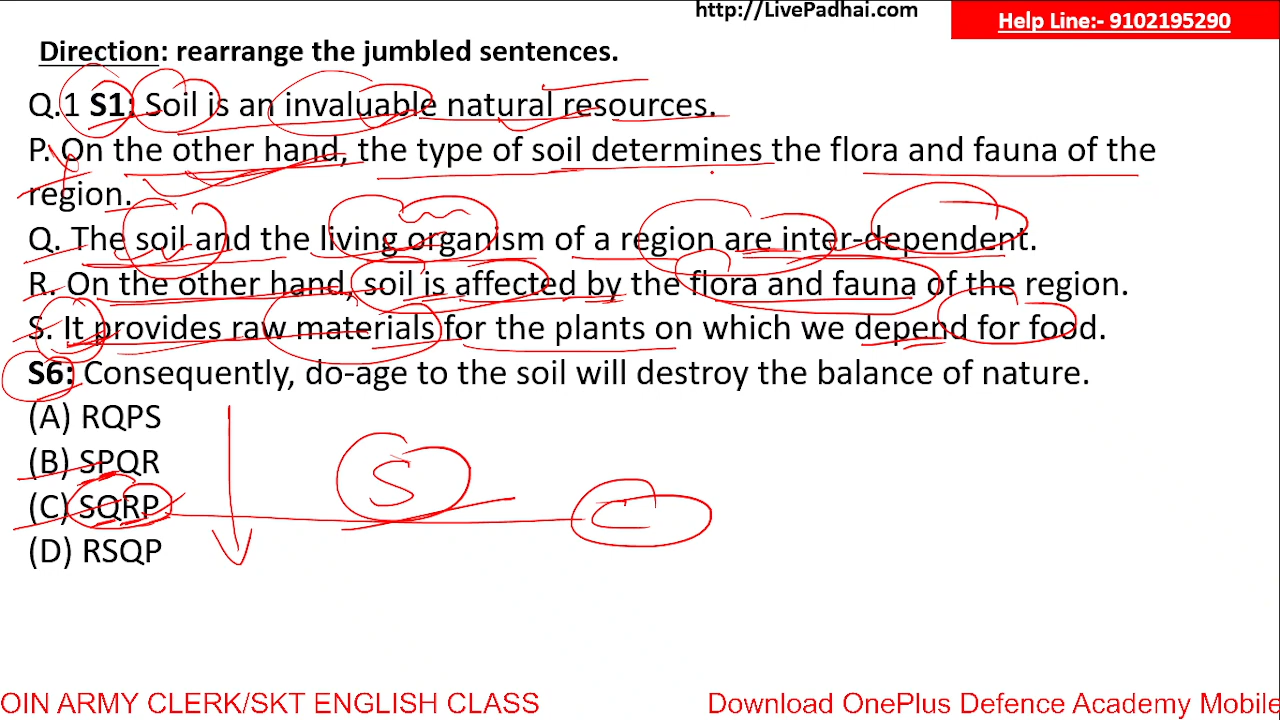 http://LivePadhai.com
Help Line:- 9102195290
Direction: rearrange the jumbled sentences.
Q.1 S1: Soil is an invaluable natural resources.
P. On the other hand, the type of soil determines the flora and fauna of the
region.
Q. The soil and the living organism of a region are inter-dependent.
R. On the other hand, soil is affected by the flora and fauna of the region.
S. It provides raw materials for the plants on which we depend for food.
S6: Consequently, do-age to the soil will destroy the balance of nature.
(A) RQPS
(B) SPQR
(C) SQRP
(D) RSQP
S
C
OIN ARMY CLERK/SKT ENGLISH CLASS
Download OnePlus Defence Academy Mobile